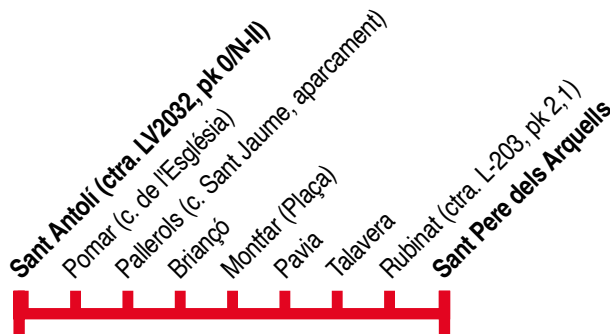 Sant Antolí (ctra. LV2032, pk 0/N-II)
Pomar (c. de l'Església)
Pallerols (c. Sant Jaume, aparcament)
Briançó
Montfar (Plaça)
Pavia
Talavera
Rubinat (ctra. L-203, pk 2,1)
Sant Pere dels Arquells